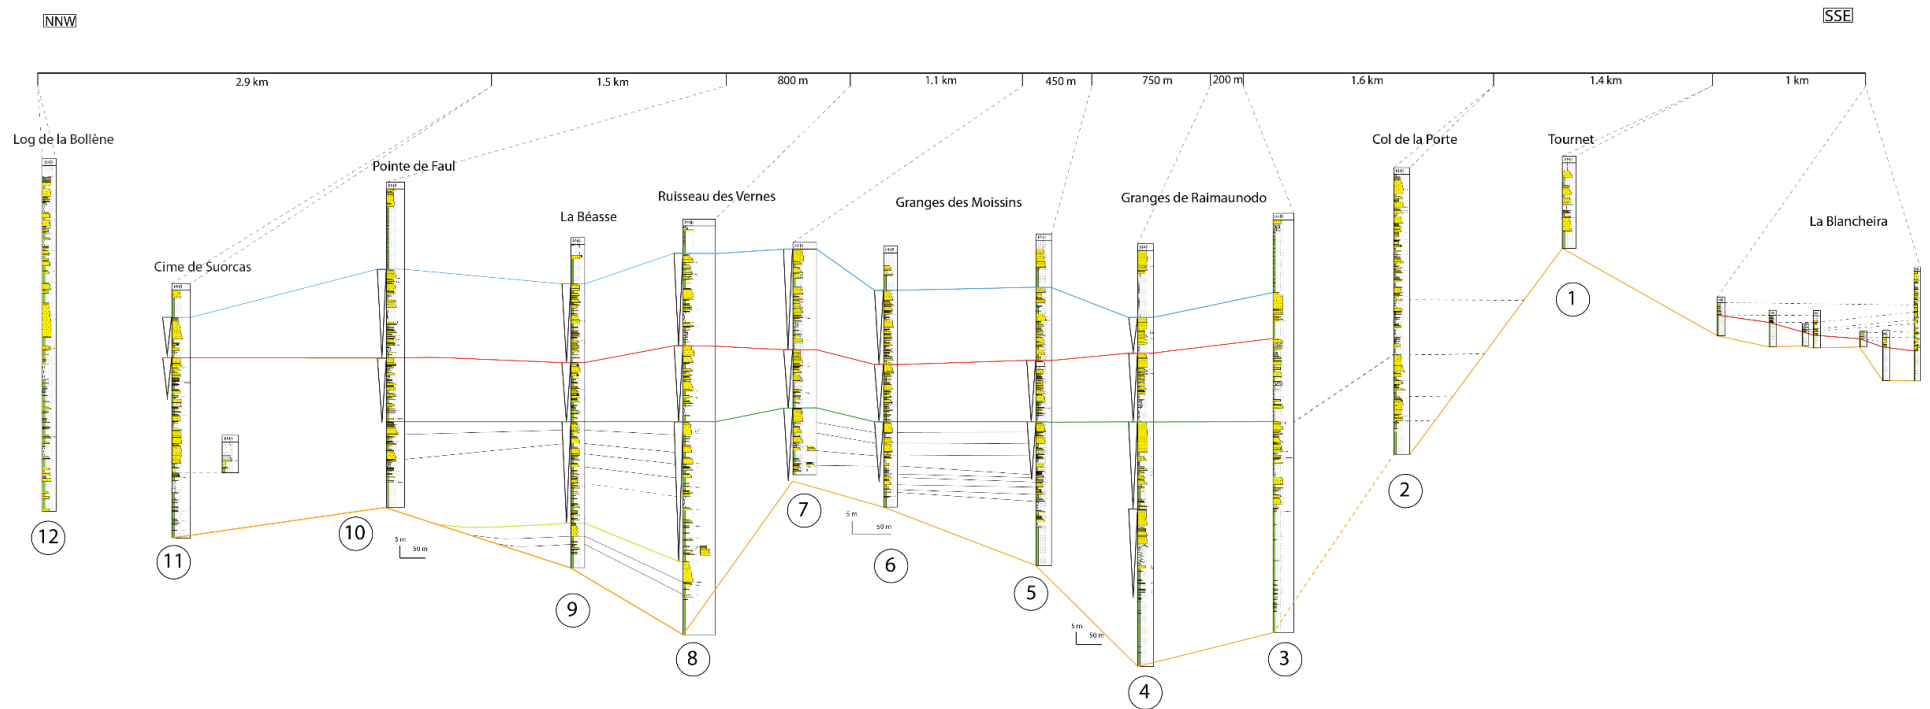 NNW
SSE
2.9 km
1.5 km
800 m
1.1 km
450 m
750 m
200 m
1.6 km
1.4 km
1 km
Log de la Bollène
Cime de Suorcas
Pointe de Faul
La Béasse
Ruisseau des Vernes
Granges des Moissins
Granges de Raimaunodo
Col de la Porte
Tournet
La Blancheira
12
11
10
5 m
50 m
9
8
7
5 m
50 m
6
5
5 m
50 m
4
3
2
1